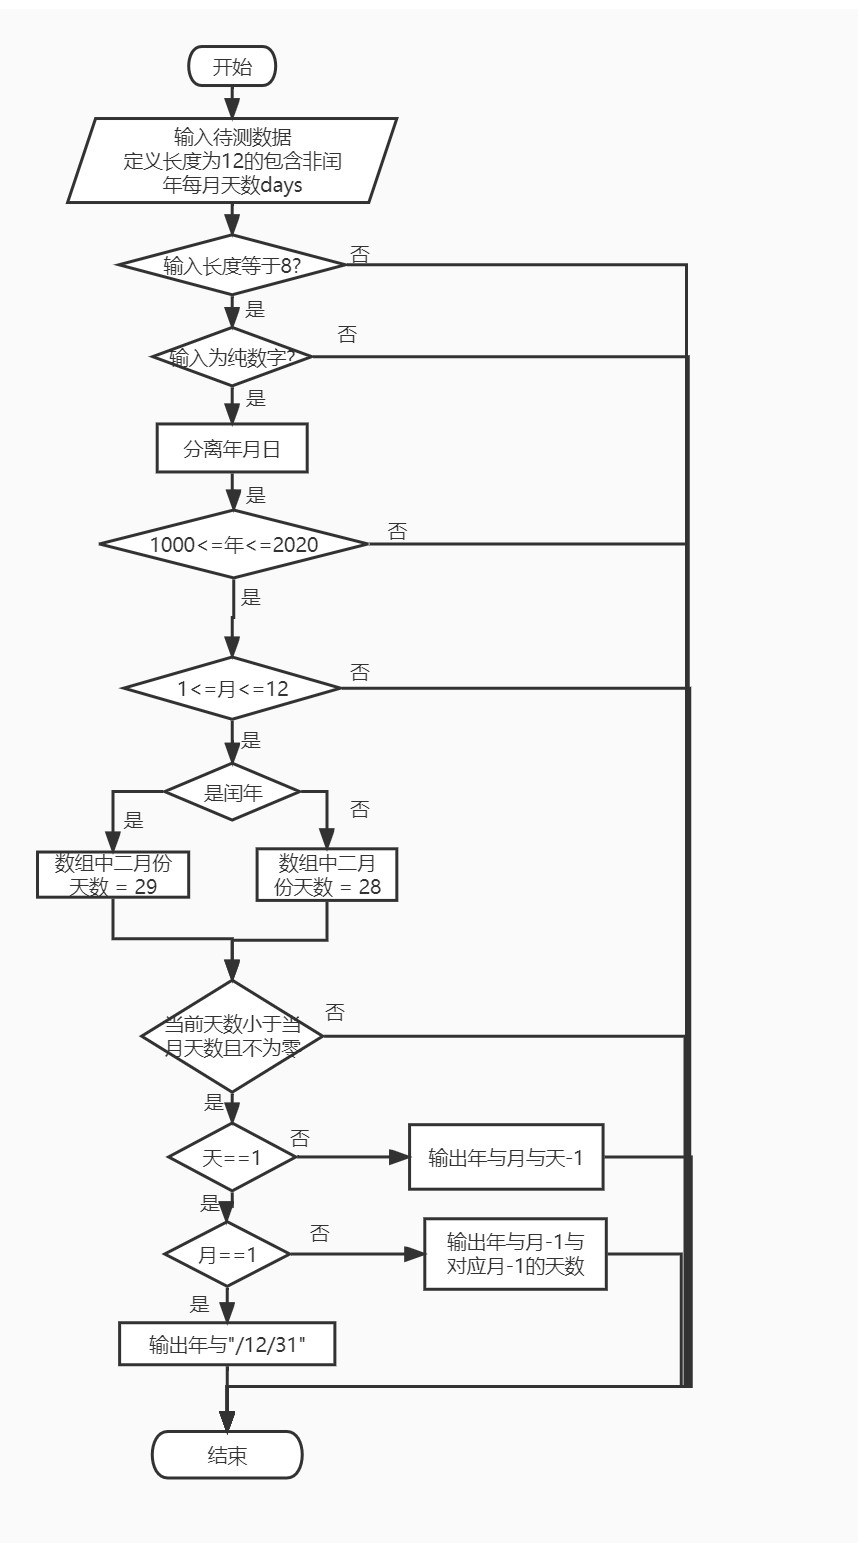 开始
输入待测数据
定义长度为12的包含非闰
年每月天数days
输入长度等于8?
否
是
输入为纯数字?
否
是
分离年月日
是
1000<=年<=2020
否
是
1<=月<=12
否
是
是闰年
是
否
数组中二月份
天数 = 29
数组中二月
份天数 = 28
当前天数小于当
月天数且不为零
否
是
天==1
否
输出年与月与天-1
是
月==1
否
输出年与月-1与
对应月-1的天数
是
输出年与"/12/31"
结束